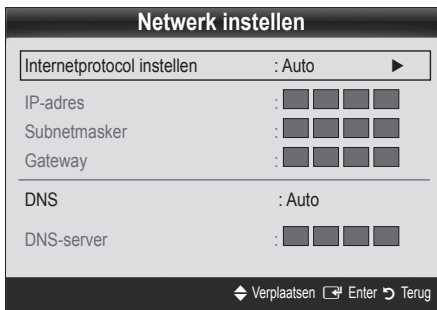 Netwerk instellen
Internetprotocol instellen : Auto ►
IP-adres :
Subnetmasker :
Gateway :
DNS : Auto
DNS-server :
Verplaatsen Enter Terug